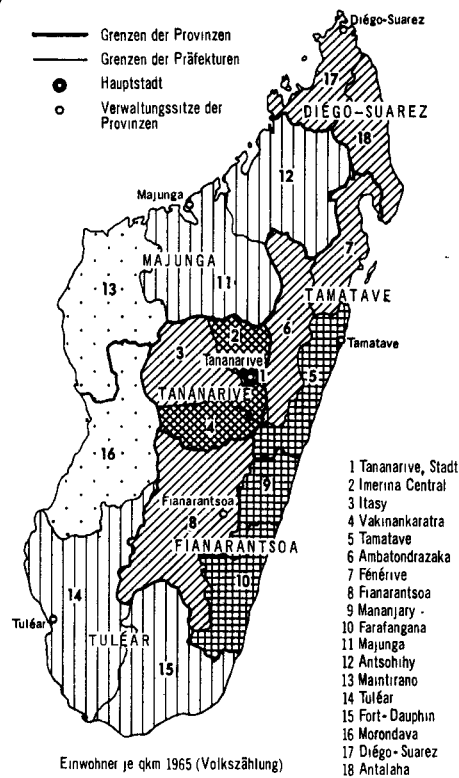 Grenzen der Provinzen
Grenzen der Präfekturen
Hauptstadt
Verwaltungssitze der
Provinzen
Diégo-Suarez
17
DIÉGO-SUAREZ
18
12
Majunga
7
MAJUNGA
11
13
TAMATAVE
6
2
3
Tananarive
1
Tamatave
5
TANANARIVE
4
16
9
Fianarantsoa
8
FIANARANTSOA
10
14
Tuléar
TULÉAR
15
1 Tananarive, Stadt
2 Imerina Central
3 Itasy
4 Vakinankaratra
5 Tamatave
6 Ambatondrazaka
7 Fénérive
8 Fianarantsoa
9 Mananjary
10 Farafangana
11 Majunga
12 Antsohihy
13 Maintirano
14 Tuléar
15 Fort-Dauphin
16 Morondava
17 Diégo-Suarez
18 Antalaha
Einwohner je qkm 1965 (Volkszählung)